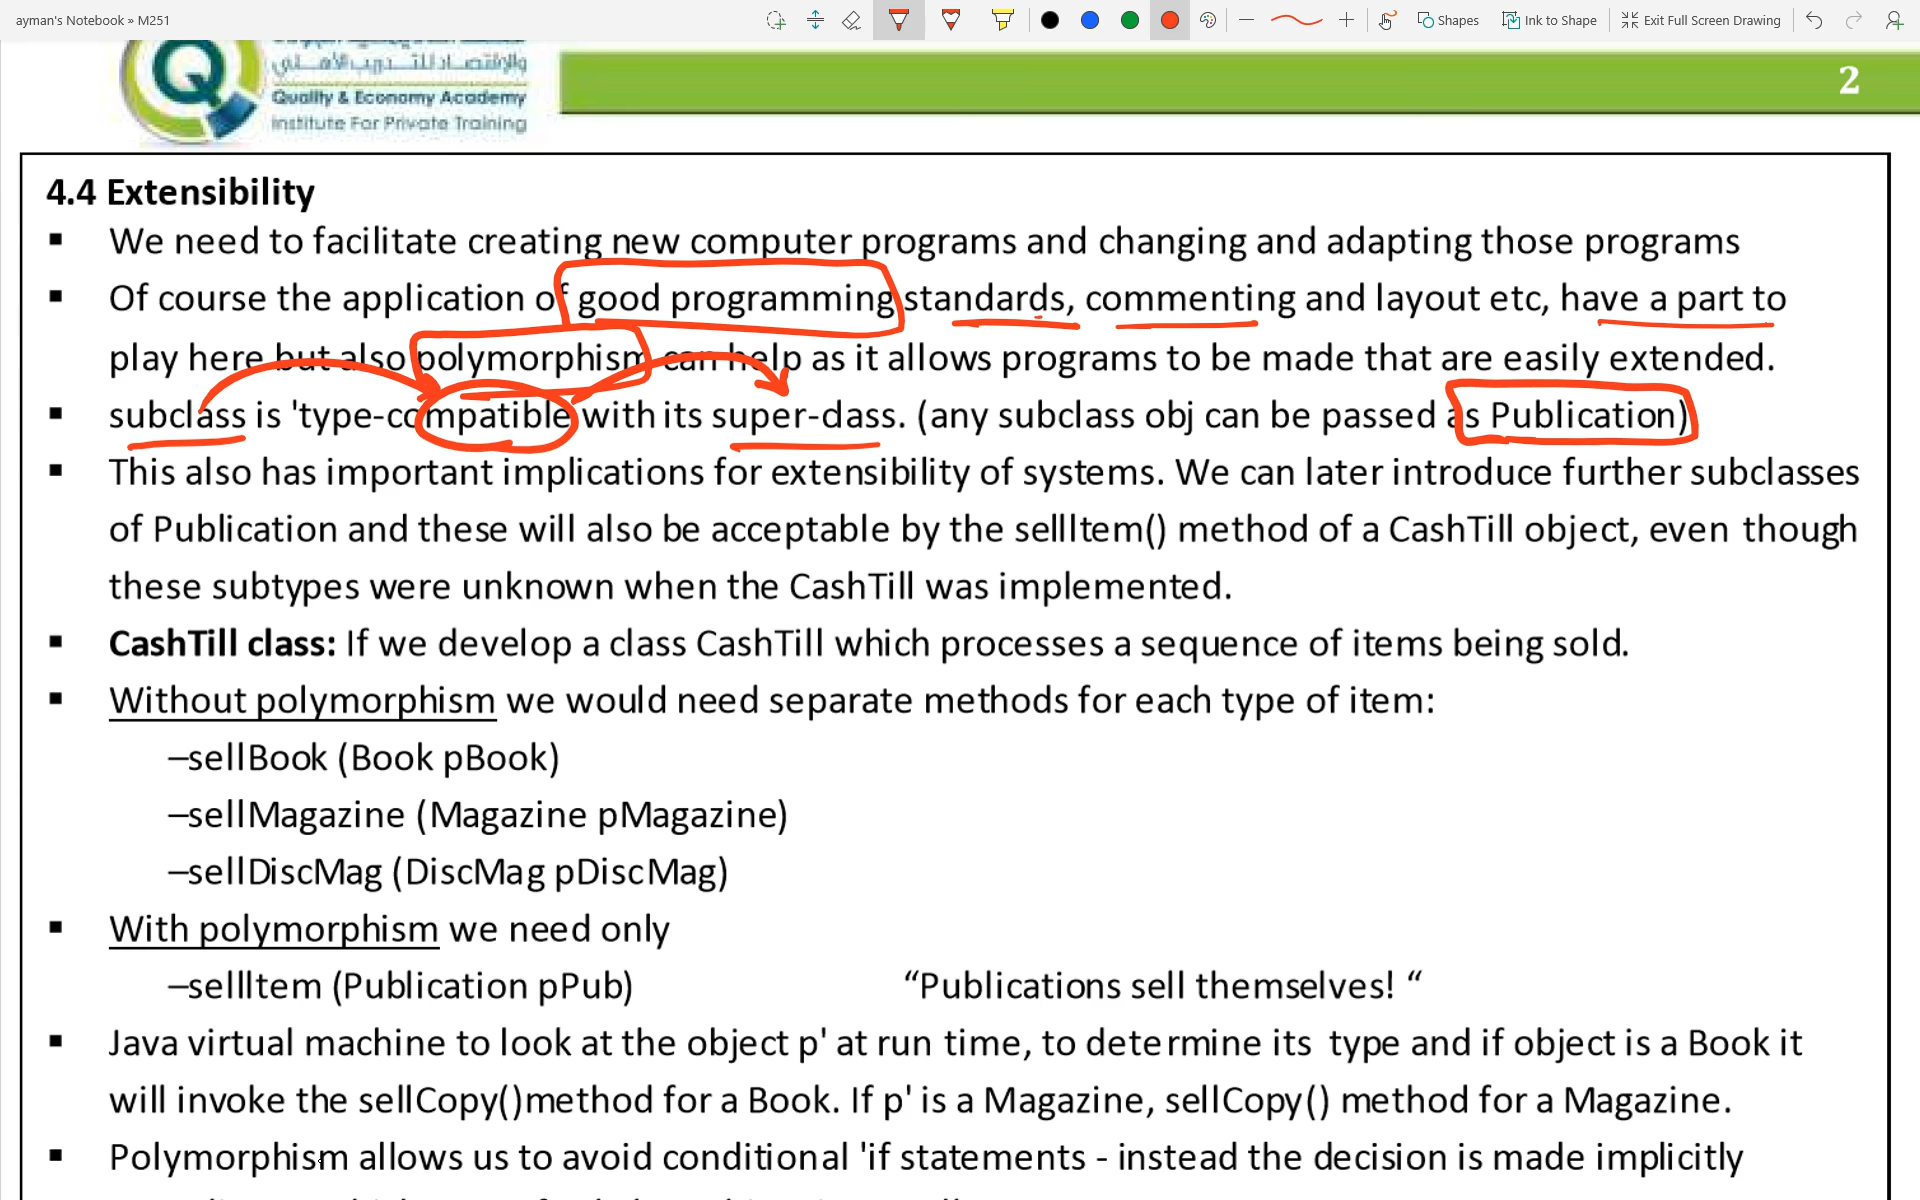 ayman's Notebook » M251
Shapes
Ink to Shape
Exit Full Screen Drawing
والإقتصاد للتدريب الأهلي
Quality & Economy Academy
Institute For Private Training
2
4.4 Extensibility
▪ We need to facilitate creating new computer programs and changing and adapting those programs
▪ Of course the application of good programming standards, commenting and layout etc, have a part to
play here but also polymorphism can help as it allows programs to be made that are easily extended.
▪ subclass is 'type-compatible with its super-dass. (any subclass obj can be passed as Publication)
▪ This also has important implications for extensibility of systems. We can later introduce further subclasses
of Publication and these will also be acceptable by the sellItem() method of a CashTill object, even though
these subtypes were unknown when the CashTill was implemented.
▪ CashTill class: If we develop a class CashTill which processes a sequence of items being sold.
▪ Without polymorphism we would need separate methods for each type of item:
–sellBook (Book pBook)
–sellMagazine (Magazine pMagazine)
–sellDiscMag (DiscMag pDiscMag)
▪ With polymorphism we need only
–sellItem (Publication pPub) “Publications sell themselves! “
▪ Java virtual machine to look at the object p' at run time, to determine its type and if object is a Book it
will invoke the sellCopy()method for a Book. If p' is a Magazine, sellCopy() method for a Magazine.
▪ Polymorphism allows us to avoid conditional 'if statements - instead the decision is made implicitly